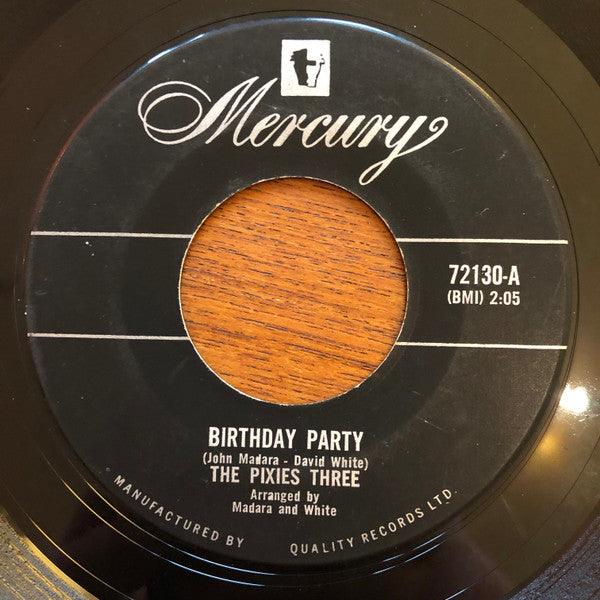 Mercury
72130-A
(BMI) 2:05
BIRTHDAY PARTY
(John Madara - David White)
THE PIXIES THREE
Arranged by
Madara and White
MANUFACTURED BY QUALITY RECORDS LTD.